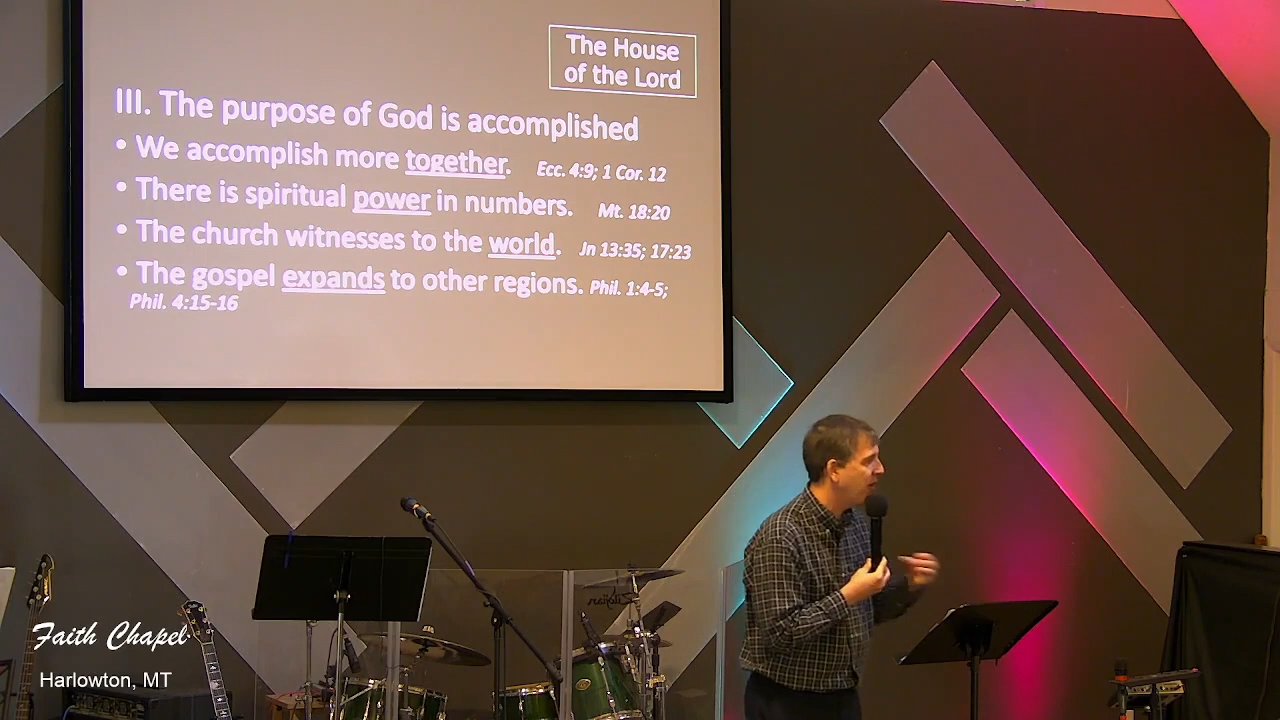 The House
of the Lord
III. The purpose of God is accomplished
• We accomplish more together. Ecc. 4:9; 1 Cor. 12
• There is spiritual power in numbers. Mt. 18:20
• The church witnesses to the world. Jn 13:35; 17:23
• The gospel expands to other regions. Phil. 1:4-5;
Phil. 4:15-16
Zildjian
Faith Chapel
Harlowton, MT